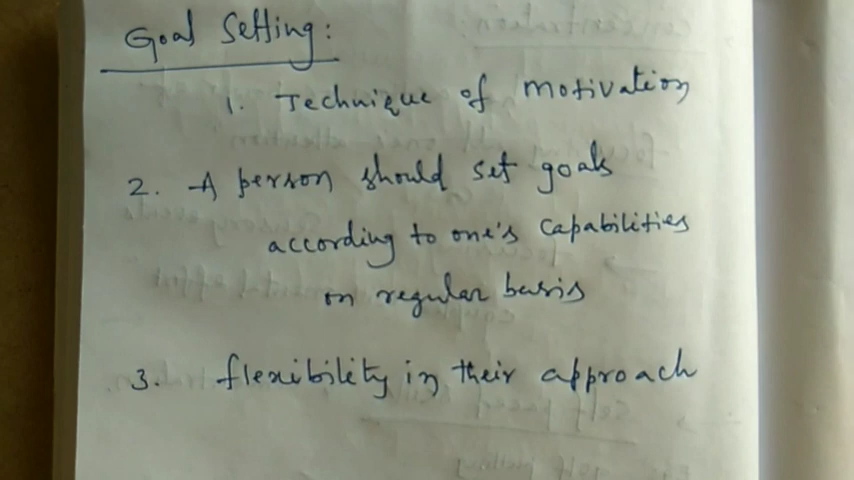 Goal Setting:
1. Technique of motivation
2. A person should set goals
according to one's capabilities
on regular basis
3. flexibility in their approach